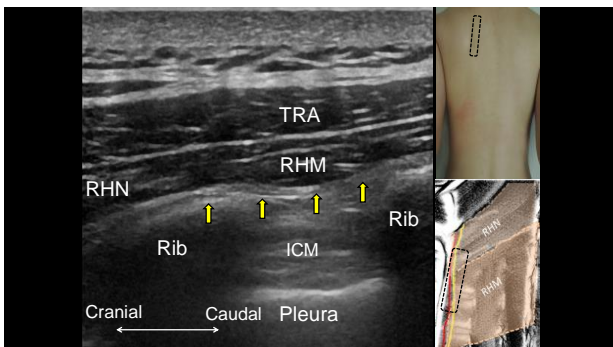 TRA
RHM
RHN
Rib
Rib
ICM
Cranial
Caudal
Pleura
RHN
RHM